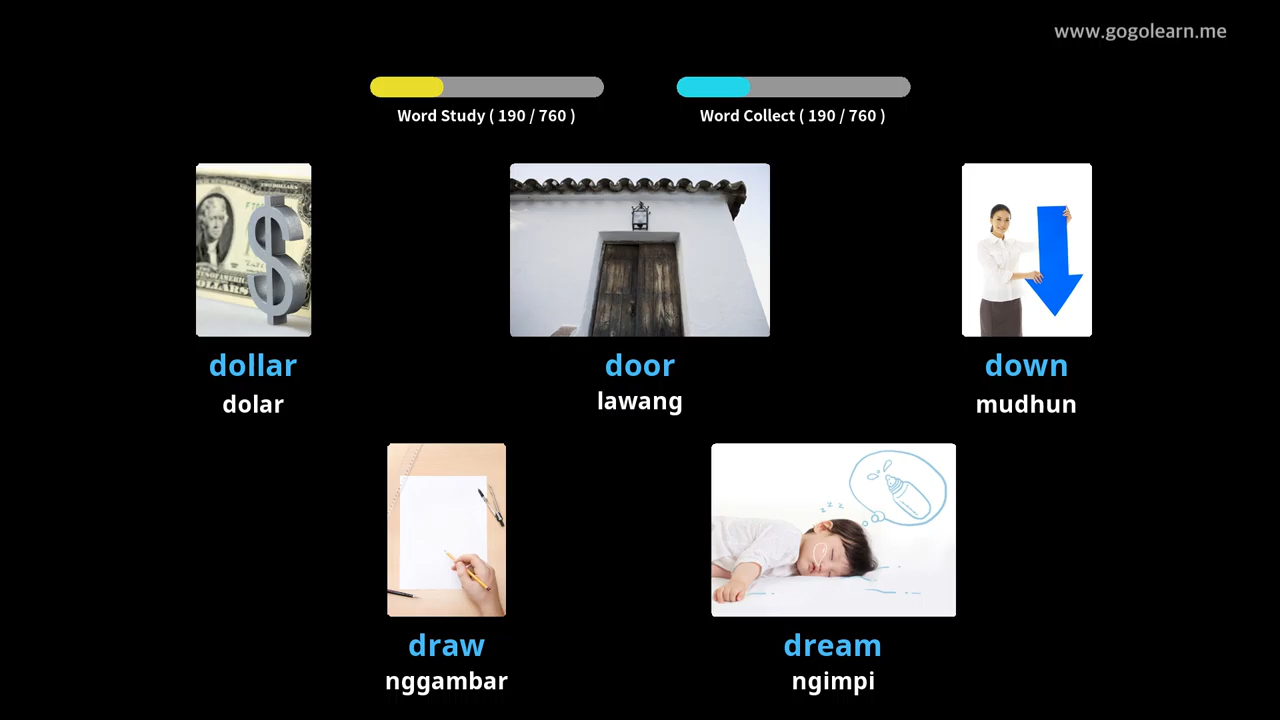 www.gogolearn.me
Word Study ( 190 / 760 )
Word Collect ( 190 / 760 )
dollar
dolar
door
lawang
down
mudhun
draw
nggambar
dream
ngimpi